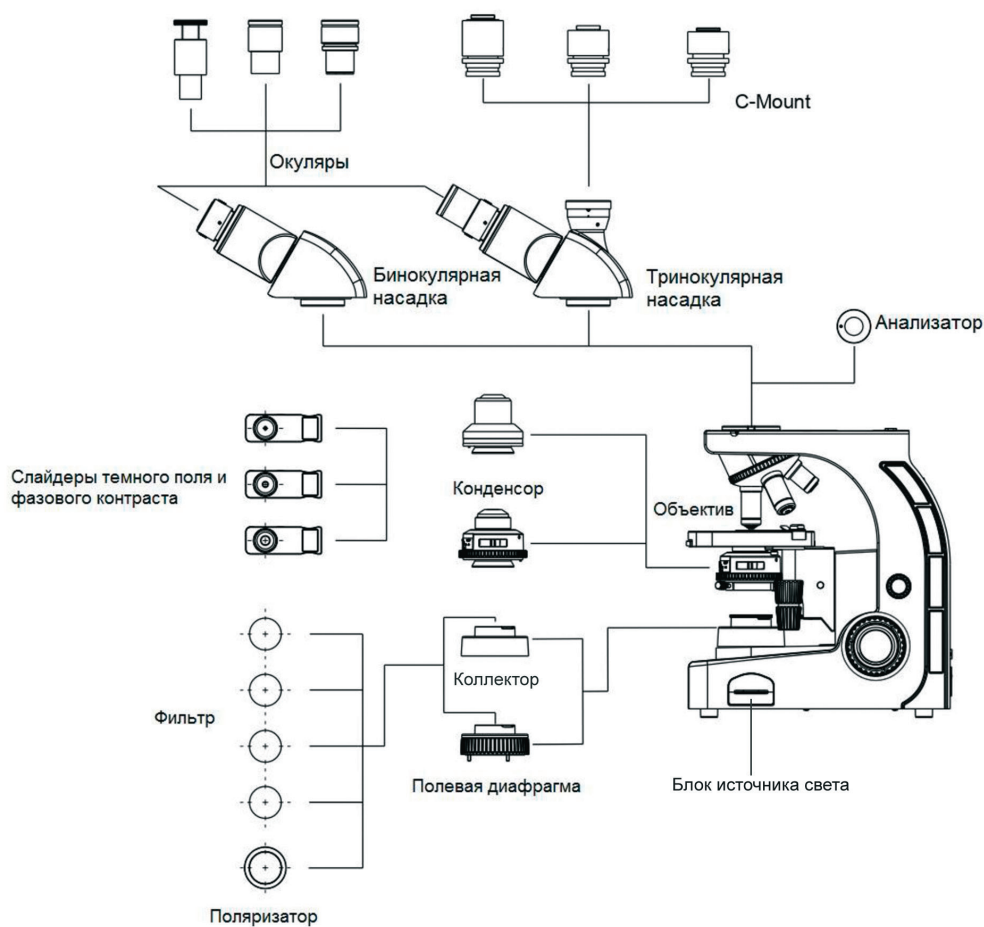 C-Mount
Окуляры
Бинокулярная
насадка
Тринокулярная
насадка
Анализатор
Слайдеры темного поля и
фазового контраста
Конденсор
Объектив
Коллектор
Фильтр
Полевая диафрагма
Блок источника света
Поляризатор